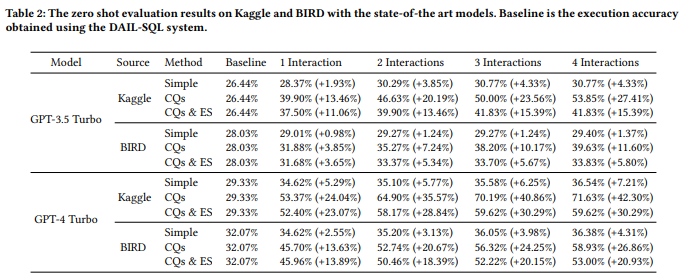 Table 2: The zero shot evaluation results on Kaggle and BIRD with the state-of-the art models. Baseline is the execution accuracy
obtained using the DAIL-SQL system.
Model Source Method Baseline 1 Interaction 2 Interactions 3 Interactions 4 Interactions
Simple 26.44% 28.37% (+1.93%) 30.29% (+3.85%) 30.77% (+4.33%) 30.77% (+4.33%)
Kaggle CQs 26.44% 39.90% (+13.46%) 46.63% (+20.19%) 50.00% (+23.56%) 53.85% (+27.41%)
CQs & ES 26.44% 37.50% (+11.06%) 39.90% (+13.46%) 41.83% (+15.39%) 41.83% (+15.39%)
GPT-3.5 Turbo
Simple 28.03% 29.01% (+0.98%) 29.27% (+1.24%) 29.27% (+1.24%) 29.40% (+1.37%)
BIRD CQs 28.03% 31.88% (+3.85%) 35.27% (+7.24%) 38.20% (+10.17%) 39.63% (+11.60%)
CQs & ES 28.03% 31.68% (+3.65%) 33.37% (+5.34%) 33.70% (+5.67%) 33.83% (+5.80%)
Simple 29.33% 34.62% (+5.29%) 35.10% (+5.77%) 35.58% (+6.25%) 36.54% (+7.21%)
Kaggle CQs 29.33% 53.37% (+24.04%) 64.90% (+35.57%) 70.19% (+40.86%) 71.63% (+42.30%)
CQs & ES 29.33% 52.40% (+23.07%) 58.17% (+28.84%) 59.62% (+30.29%) 59.62% (+30.29%)
GPT-4 Turbo
Simple 32.07% 34.62% (+2.55%) 35.20% (+3.13%) 36.05% (+3.98%) 36.38% (+4.31%)
BIRD CQs 32.07% 45.70% (+13.63%) 52.74% (+20.67%) 56.32% (+24.25%) 58.93% (+26.86%)
CQs & ES 32.07% 45.96% (+13.89%) 50.46% (+18.39%) 52.22% (+20.15%) 53.00% (+20.93%)